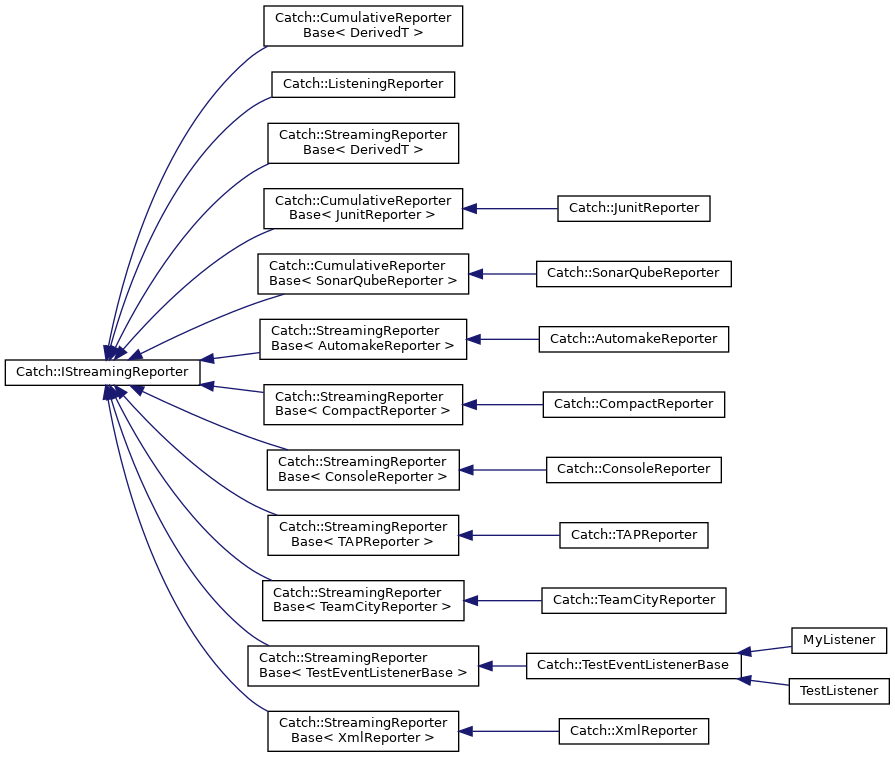 Catch::CumulativeReporter
Base< DerivedT >
Catch::ListeningReporter
Catch::StreamingReporter
Base< DerivedT >
Catch::CumulativeReporter
Base< JunitReporter >
Catch::JunitReporter
Catch::CumulativeReporter
Base< SonarQubeReporter >
Catch::SonarQubeReporter
Catch::StreamingReporter
Base< AutomakeReporter >
Catch::AutomakeReporter
Catch::IStreamingReporter
Catch::StreamingReporter
Base< CompactReporter >
Catch::CompactReporter
Catch::StreamingReporter
Base< ConsoleReporter >
Catch::ConsoleReporter
Catch::StreamingReporter
Base< TAPReporter >
Catch::TAPReporter
Catch::StreamingReporter
Base< TeamCityReporter >
Catch::TeamCityReporter
Catch::StreamingReporter
Base< TestEventListenerBase >
Catch::TestEventListenerBase
MyListener
TestListener
Catch::StreamingReporter
Base< XmlReporter >
Catch::XmlReporter